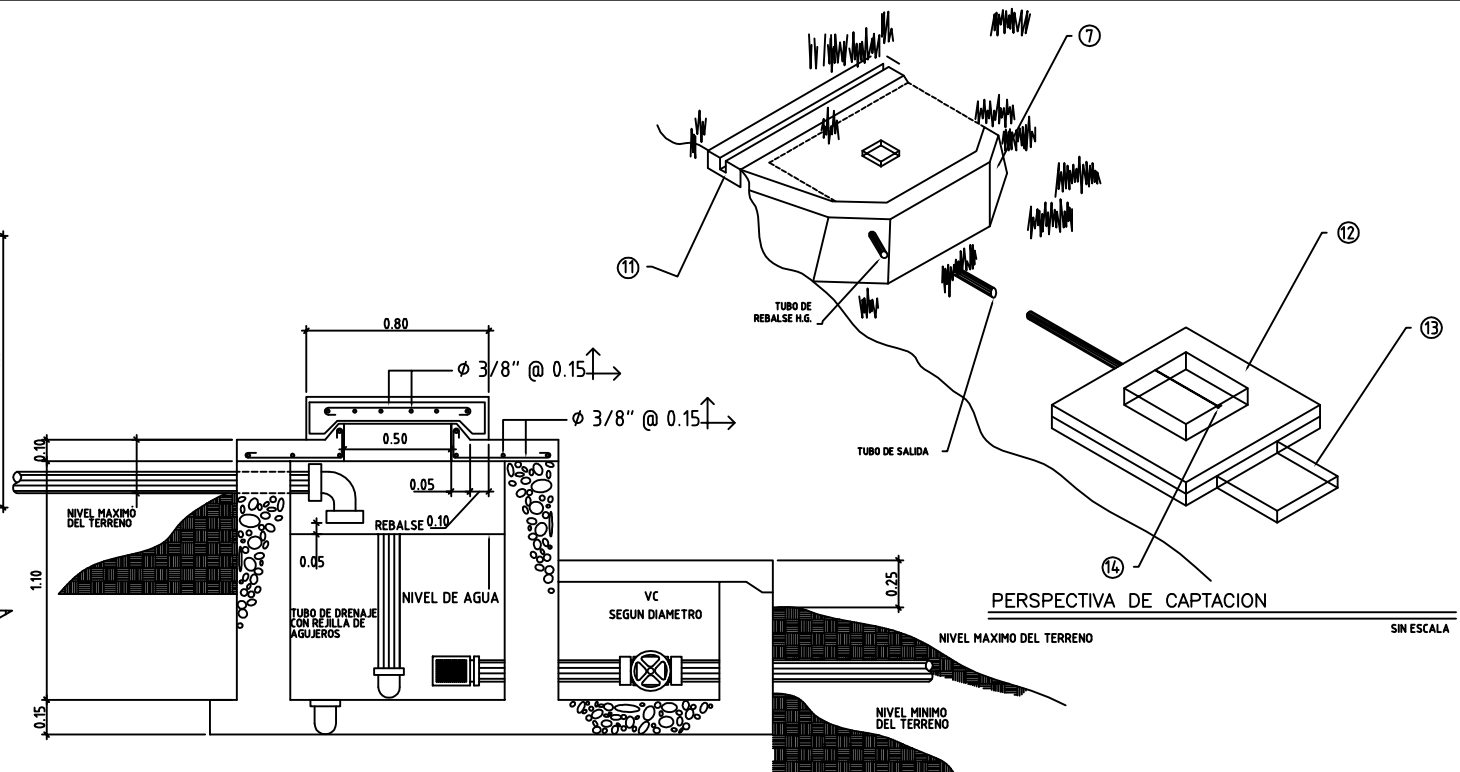 7
11
12
TUBO DE
REBALSE H.G.
13
0.80
Ø 3/8" @ 0.15
Ø 3/8" @ 0.15
0.10
0.50
TUBO DE SALIDA
0.05
NIVEL MAXIMO
DEL TERRENO
REBALSE 0.10
0.05
14
1.10
0.25
NIVEL DE AGUA
VC
SEGUN DIAMETRO
TUBO DE DRENAJE
CON REJILLA DE
AGUJEROS
PERSPECTIVA DE CAPTACION
SIN ESCALA
NIVEL MAXIMO DEL TERRENO
0.15
NIVEL MINIMO
DEL TERRENO